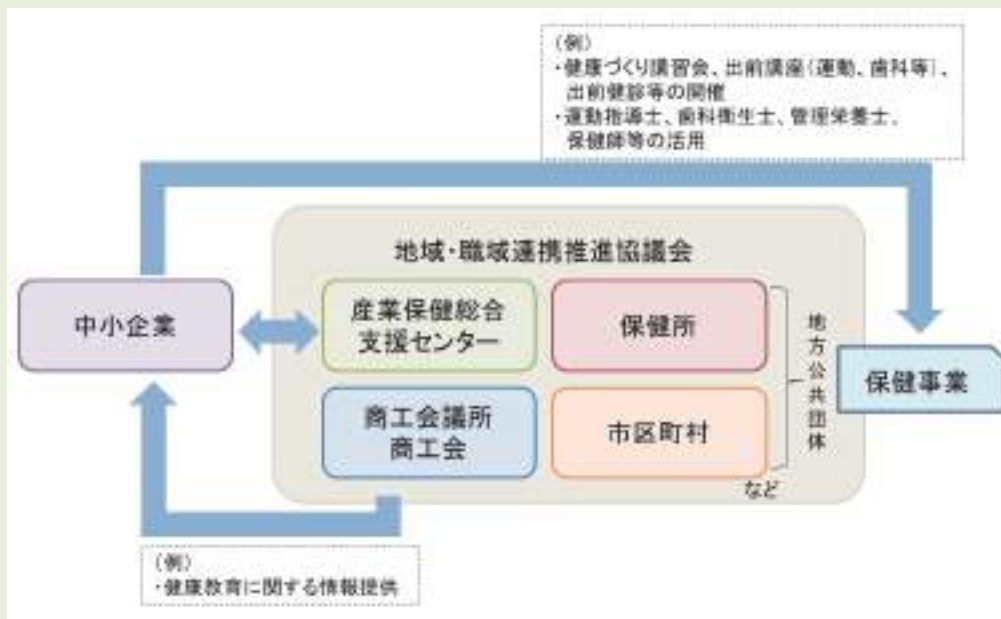 (例)
・健康づくり講習会、出前講座(運動、歯科等)、
出前健診等の開催
・運動指導士、歯科衛生士、管理栄養士、
保健師等の活用
地域・職域連携推進協議会
中小企業
産業保健総合
支援センター
保健所
商工会議所
商工会
市区町村
地方公共団体
など
保健事業
(例)
・健康教育に関する情報提供